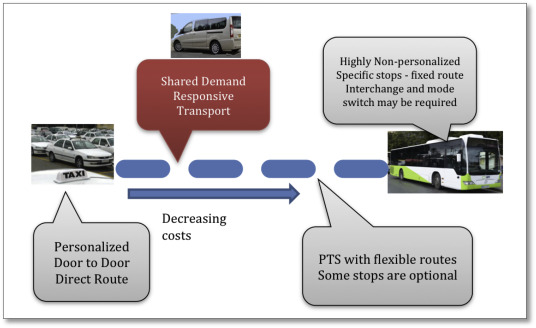 Shared Demand
Responsive
Transport
Highly Non-personalized
Specific stops - fixed route
Interchange and mode
switch may be required
TAXI
Decreasing
costs
Personalized
Door to Door
Direct Route
PTS with flexible routes
Some stops are optional